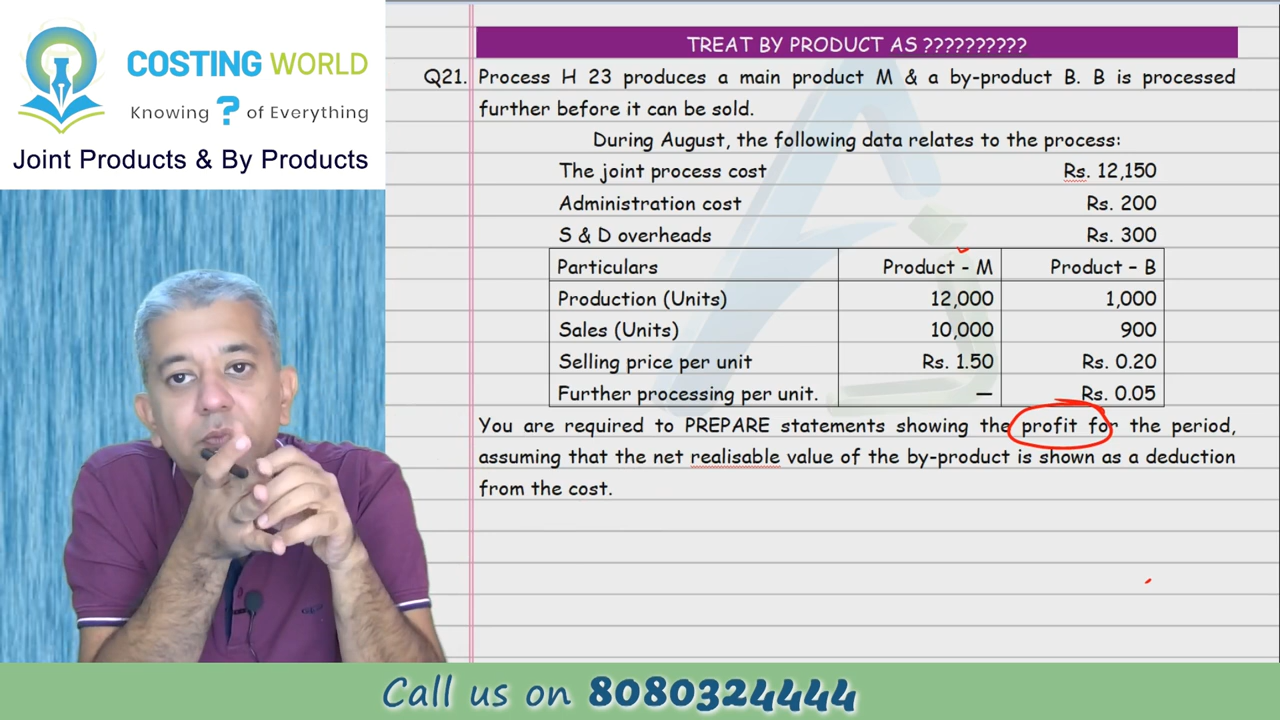 COSTING WORLD
Knowing ? of Everything
Joint Products & By Products
TREAT BY PRODUCT AS ??????????
Q21. Process H 23 produces a main product M & a by-product B. B is processed
further before it can be sold.
During August, the following data relates to the process:
The joint process cost Rs. 12,150
Administration cost Rs. 200
S & D overheads Rs. 300
Particulars Product - M Product – B
Production (Units) 12,000 1,000
Sales (Units) 10,000 900
Selling price per unit Rs. 1.50 Rs. 0.20
Further processing per unit. — Rs. 0.05
You are required to PREPARE statements showing the profit for the period,
assuming that the net realisable value of the by-product is shown as a deduction
from the cost.
Call us on 8080324444